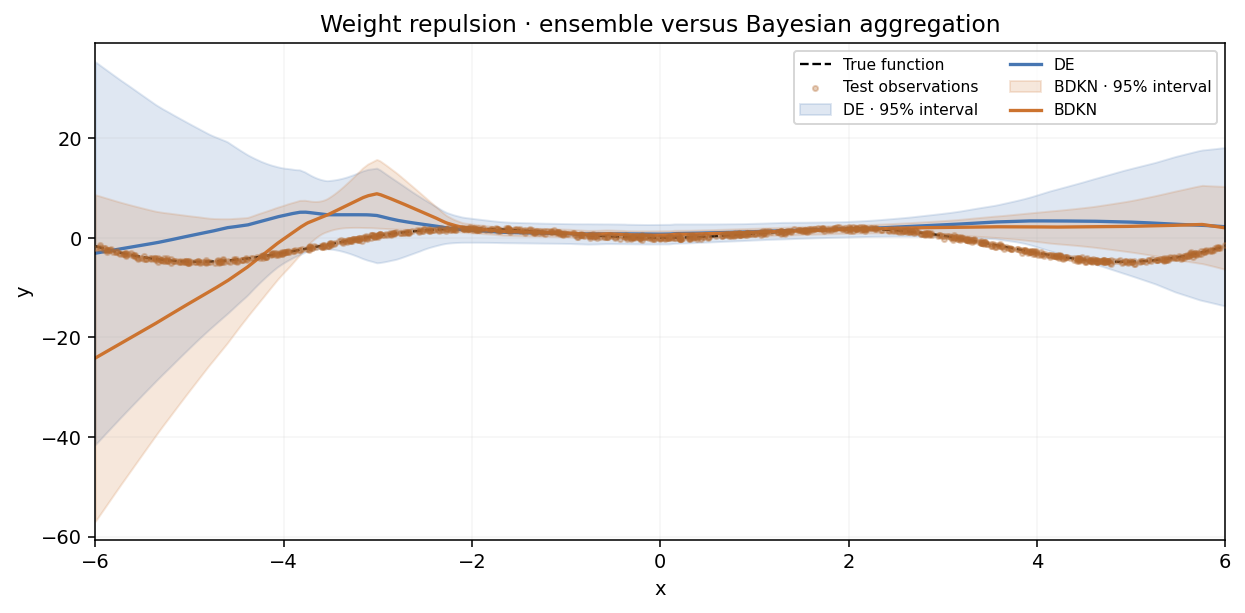 Weight repulsion · ensemble versus Bayesian aggregation
True function
Test observations
DE · 95% interval
DE
BDKN · 95% interval
BDKN
20
0
−20
−40
−60
y
−6
−4
−2
0
2
4
6
x